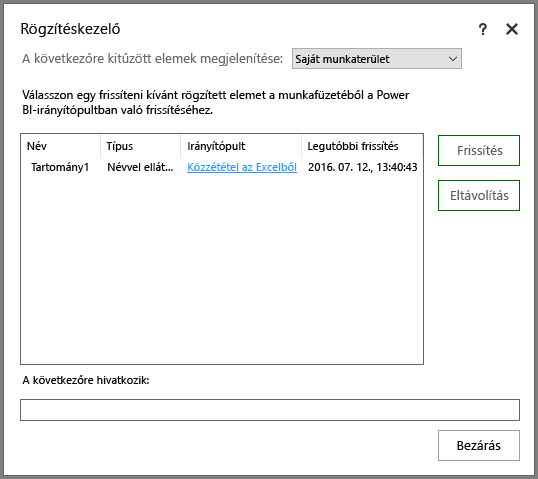 Rögzítéskezelő ?
A következőre kitűzött elemek megjelenítése: Saját munkaterület
Válasszon egy frissíteni kívánt rögzített elemet a munkafüzetéből a Power
BI-irányítópultban való frissítéséhez.
Név Típus Irányítópult Legutóbbi frissítés
Tartomány1 Névvel ellát... Közzététel az Excelből 2016. 07. 12., 13:40:43
Frissítés
Eltávolítás
A következőre hivatkozik:
Bezárás